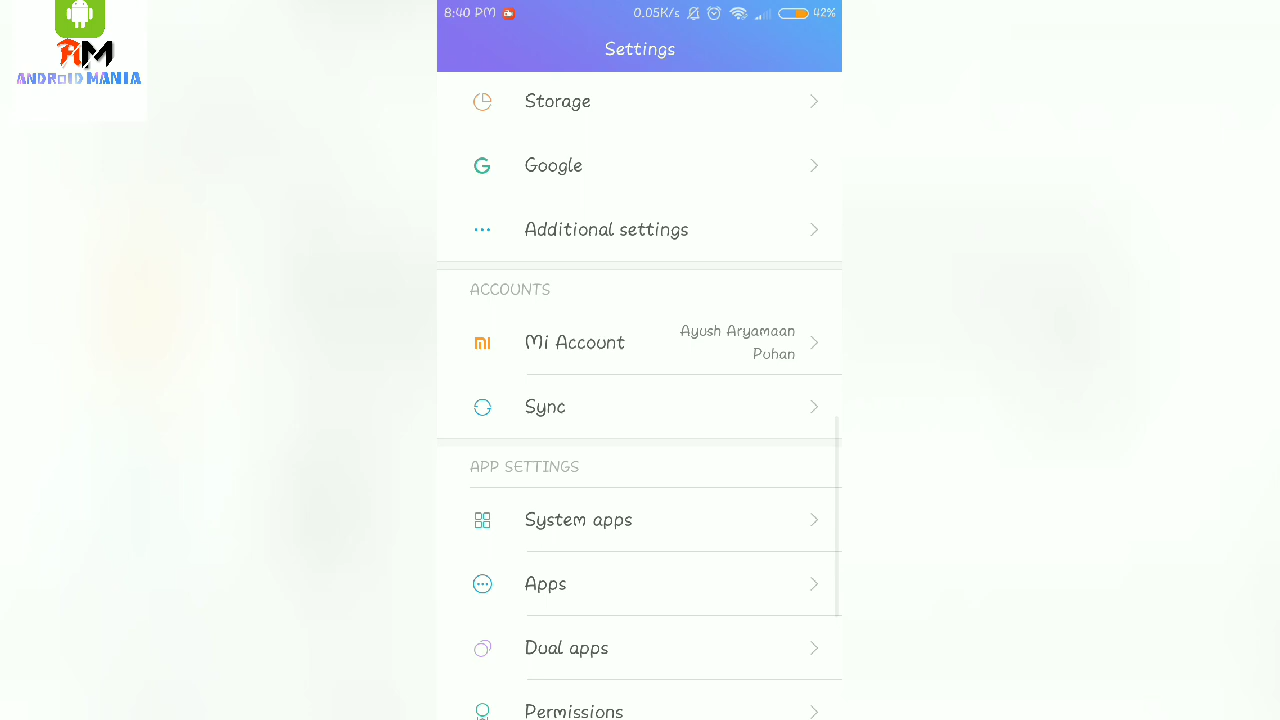 AM
ANDROID MANIA
8:40 PM
0.05K/s
42%
Settings
Storage
Google
Additional settings
ACCOUNTS
Mi Account
Ayush Aryamaan
Puhan
Sync
APP SETTINGS
System apps
Apps
Dual apps
Permissions